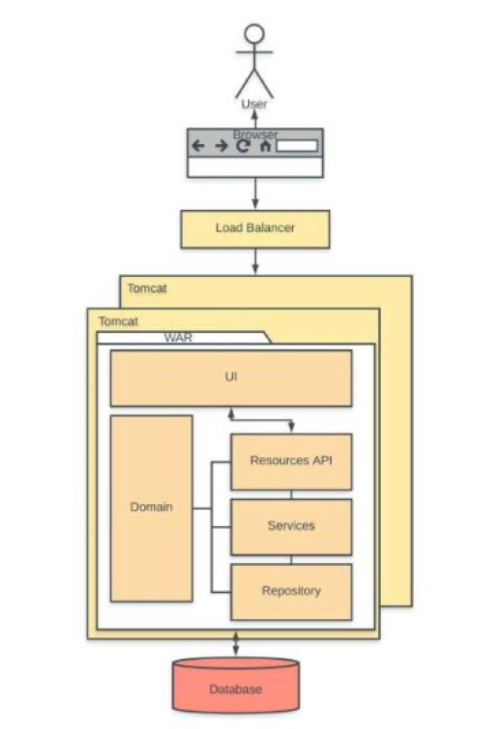 User
Browser
Load Balancer
Tomcat
Tomcat
WAR
UI
Domain
Resources API
Services
Repository
Database